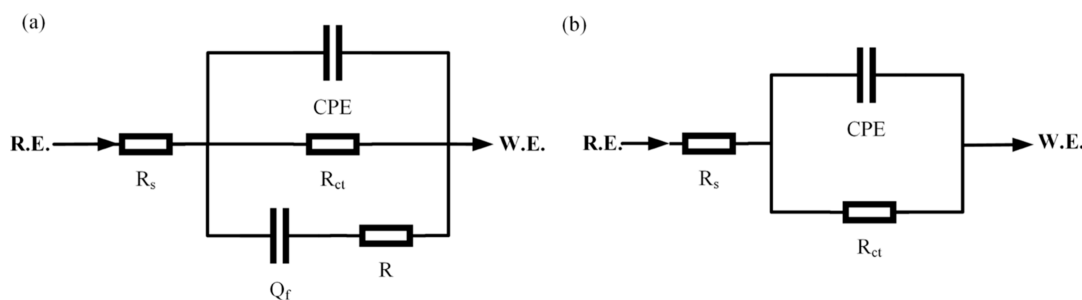 (a)
CPE
R.E.
Rs
Rct
W.E.
Qf
R
(b)
CPE
R.E.
Rs
W.E.
Rct